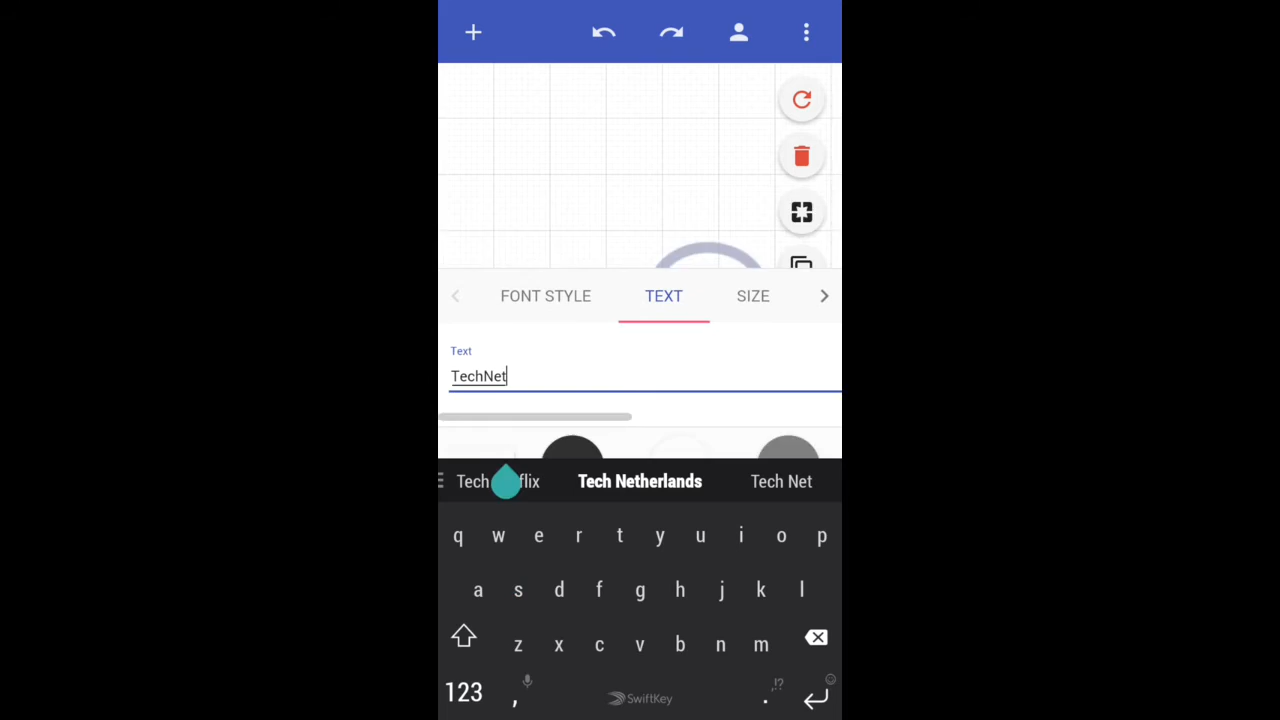 FONT STYLE TEXT SIZE
Text
TechNet
Tech flix Tech Netherlands Tech Net
q w e r t y u i o p
a s d f g h j k l
z x c v b n m
123 , SwiftKey . ,!?